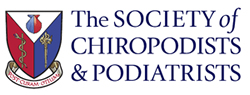 The SOCIETY of
CHIROPODISTS
& PODIATRISTS